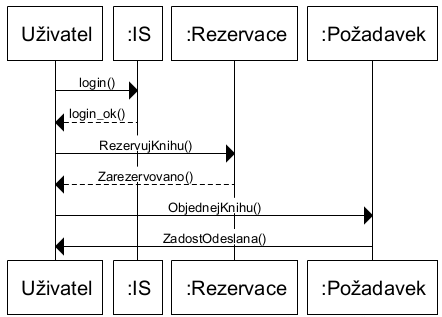 Uživatel :IS :Rezervace :Požadavek
login()
login_ok()
RezervujKnihu()
Zarezervovano()
ObjednejKnihu()
ZadostOdeslana()
Uživatel :IS :Rezervace :Požadavek